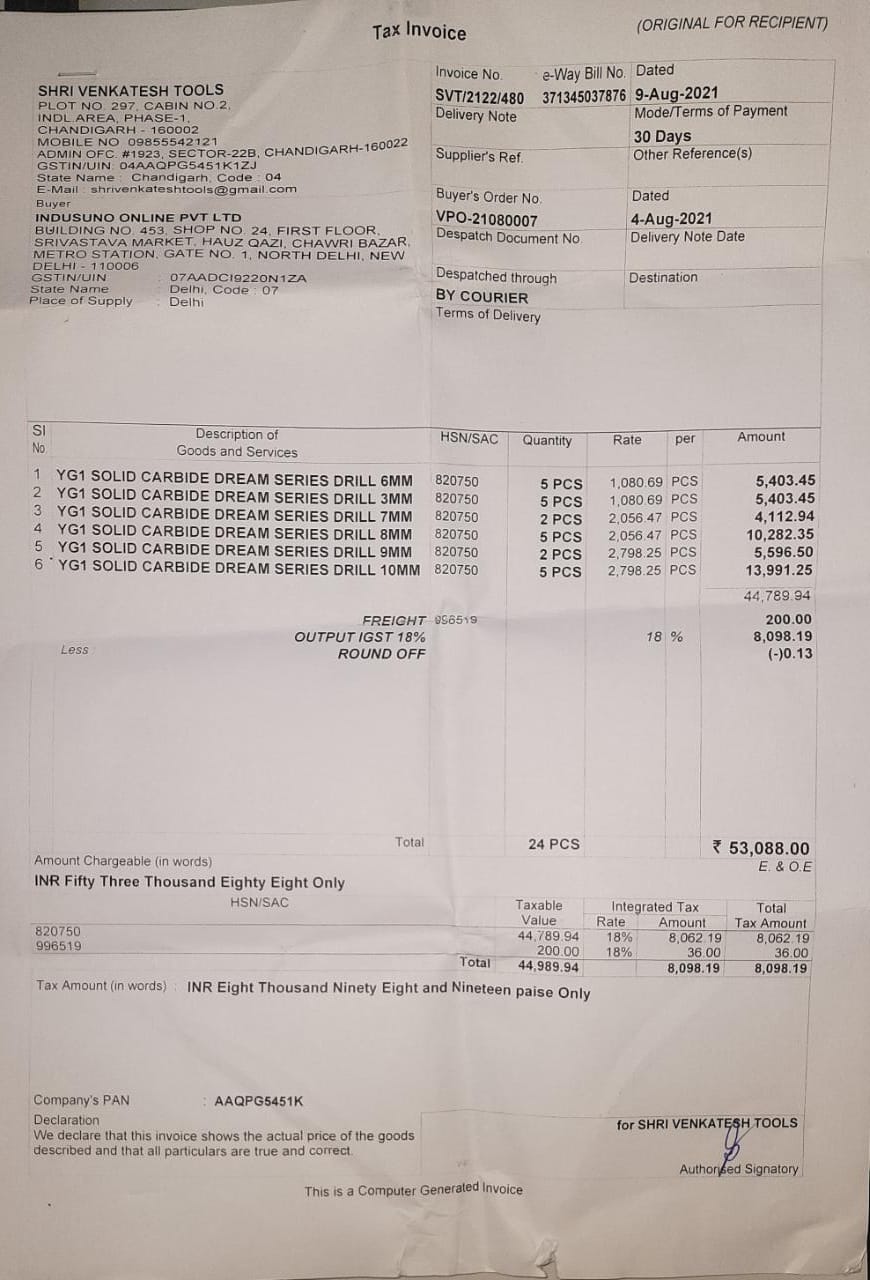 Tax Invoice
(ORIGINAL FOR RECIPIENT)
SHRI VENKATESH TOOLS
PLOT NO. 297, CABIN NO.2,
INDL.AREA, PHASE-1,
CHANDIGARH - 160002
MOBILE NO 09855542121
ADMIN OFC. #1923, SECTOR-22B, CHANDIGARH-160022
GSTIN/UIN: 04AAQPG5451K1ZJ
State Name : Chandigarh, Code : 04
E-Mail : shrivenkateshtools@gmail.com
Buyer
INDUSUNO ONLINE PVT LTD
BUILDING NO. 453, SHOP NO. 24, FIRST FLOOR,
SRIVASTAVA MARKET, HAUZ QAZI, CHAWRI BAZAR,
METRO STATION, GATE NO. 1, NORTH DELHI, NEW
DELHI - 110006
GSTIN/UIN : 07AADCI9220N1ZA
State Name : Delhi, Code : 07
Place of Supply : Delhi
Invoice No. e-Way Bill No. Dated
SVT/2122/480 371345037876 9-Aug-2021
Delivery Note Mode/Terms of Payment
30 Days
Supplier's Ref. Other Reference(s)
Buyer's Order No. Dated
VPO-21080007 4-Aug-2021
Despatch Document No. Delivery Note Date
Despatched through Destination
BY COURIER
Terms of Delivery
Sl No. Description of Goods and Services HSN/SAC Quantity Rate per Amount
1 YG1 SOLID CARBIDE DREAM SERIES DRILL 6MM 820750 5 PCS 1,080.69 PCS 5,403.45
2 YG1 SOLID CARBIDE DREAM SERIES DRILL 3MM 820750 5 PCS 1,080.69 PCS 5,403.45
3 YG1 SOLID CARBIDE DREAM SERIES DRILL 7MM 820750 2 PCS 2,056.47 PCS 4,112.94
4 YG1 SOLID CARBIDE DREAM SERIES DRILL 8MM 820750 5 PCS 2,056.47 PCS 10,282.35
5 YG1 SOLID CARBIDE DREAM SERIES DRILL 9MM 820750 2 PCS 2,798.25 PCS 5,596.50
6 YG1 SOLID CARBIDE DREAM SERIES DRILL 10MM 820750 5 PCS 2,798.25 PCS 13,991.25
44,789.94
FREIGHT 996519 200.00
OUTPUT IGST 18% 18 % 8,098.19
Less : ROUND OFF (-)0.13
Total 24 PCS ₹ 53,088.00
Amount Chargeable (in words) E. & O.E
INR Fifty Three Thousand Eighty Eight Only
HSN/SAC Taxable Value Integrated Tax Rate Amount Total Tax Amount
820750 44,789.94 18% 8,062.19 8,062.19
996519 200.00 18% 36.00 36.00
Total 44,989.94 8,098.19 8,098.19
Tax Amount (in words) : INR Eight Thousand Ninety Eight and Nineteen paise Only
Company's PAN : AAQPG5451K
Declaration
We declare that this invoice shows the actual price of the goods
described and that all particulars are true and correct.
for SHRI VENKATESH TOOLS
Authorised Signatory
This is a Computer Generated Invoice